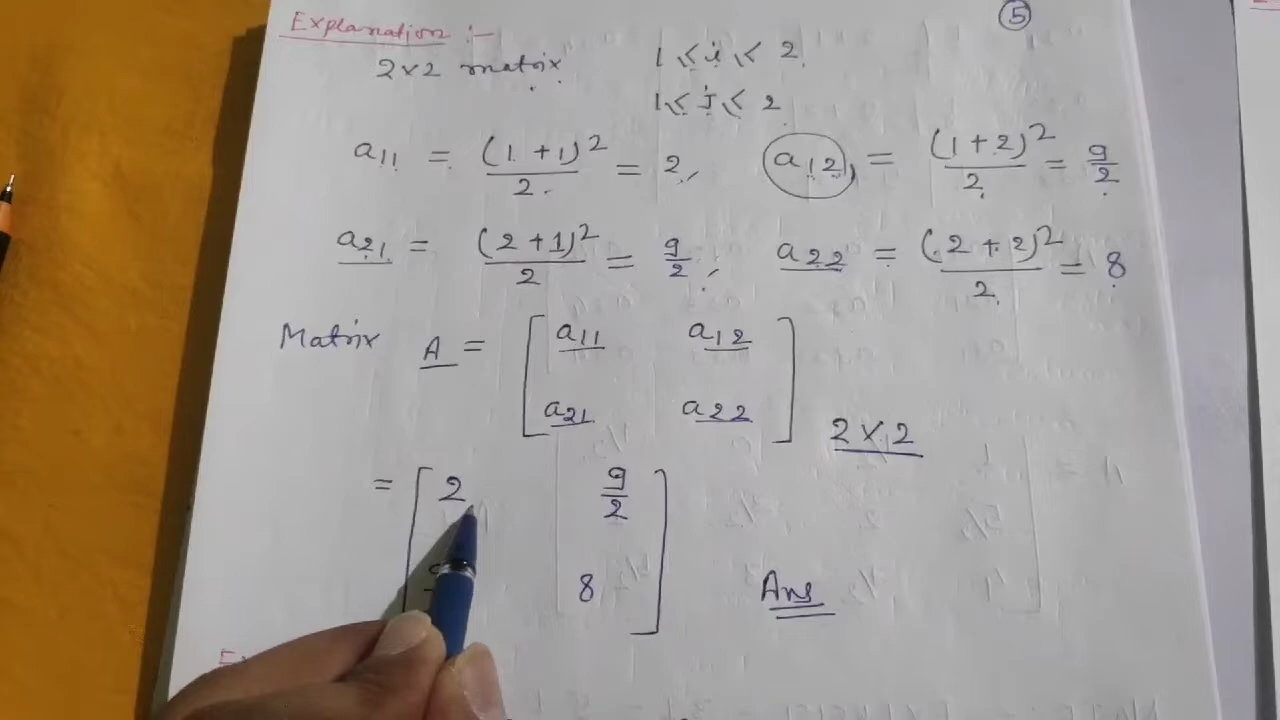 Explanation :-
⑤
2×2 matrix 1 ≤ i ≤ 2
1 ≤ j ≤ 2
a11 = (1 + 1)^2 / 2 = 2, a12, = (1 + 2)^2 / 2 = 9/2
a21 = (2 + 1)^2 / 2 = 9/2, a22 = (2 + 2)^2 / 2 = 8
Matrix A = [ a11 a12
a21 a22 ] 2×2
= [ 2 9/2
8 ] Ans